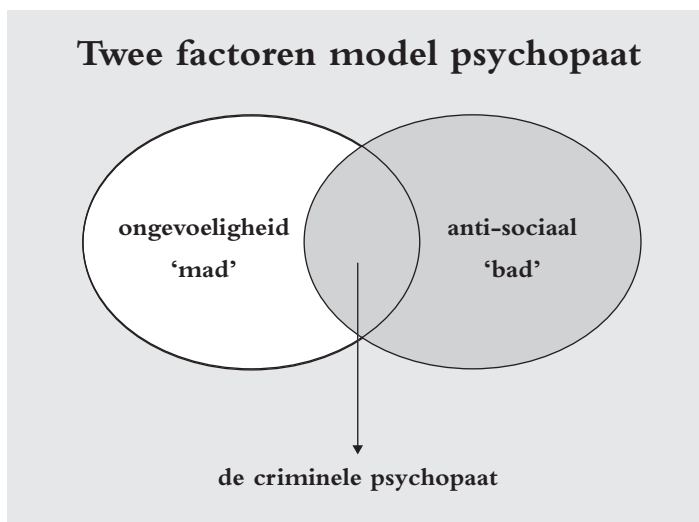 Twee factoren model psychopaat
ongevoeligheid
‘mad’
anti-sociaal
‘bad’
de criminele psychopaat